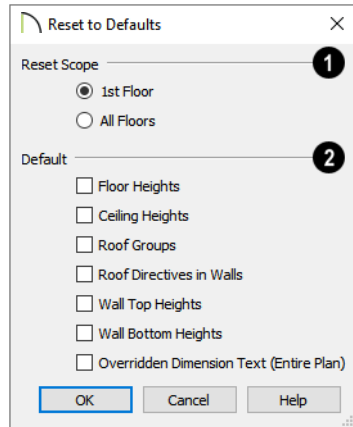 Reset to Defaults
Reset Scope 1
1st Floor
All Floors
Default 2
Floor Heights
Ceiling Heights
Roof Groups
Roof Directives in Walls
Wall Top Heights
Wall Bottom Heights
Overridden Dimension Text (Entire Plan)
OK Cancel Help